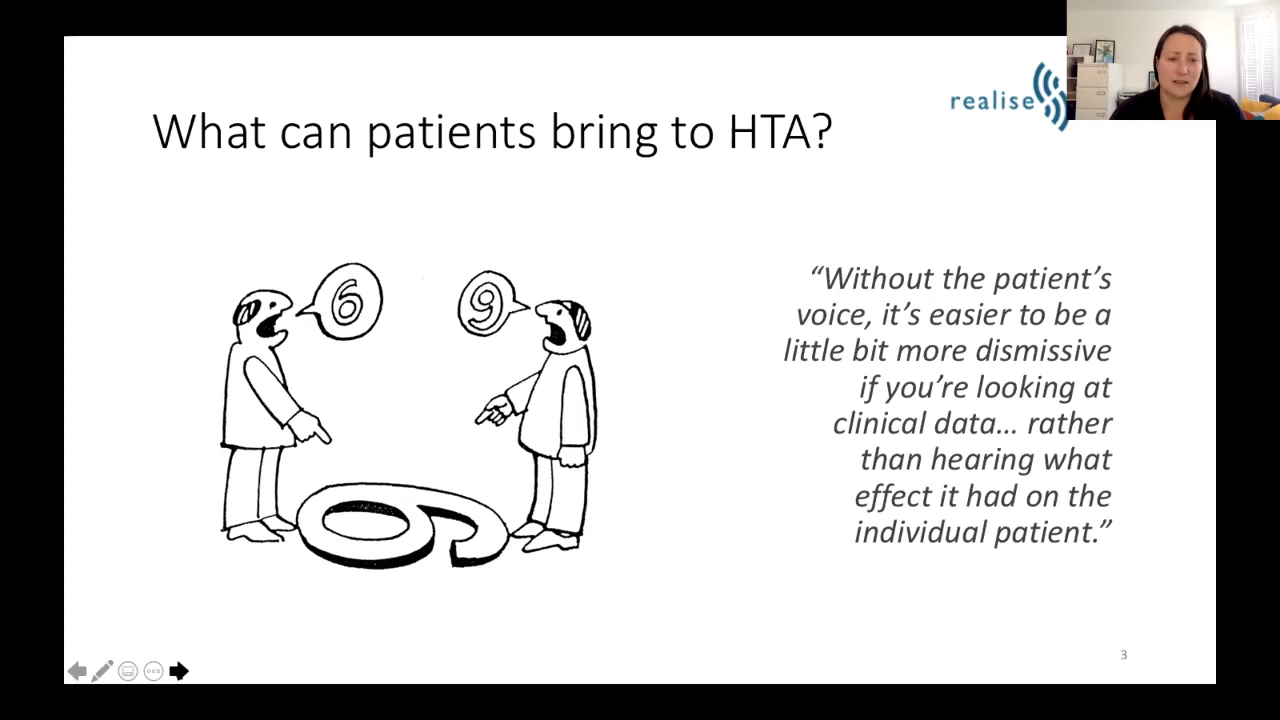 realise
What can patients bring to HTA?
6
9
“Without the patient’s
voice, it’s easier to be a
little bit more dismissive
if you’re looking at
clinical data… rather
than hearing what
effect it had on the
individual patient.”
3